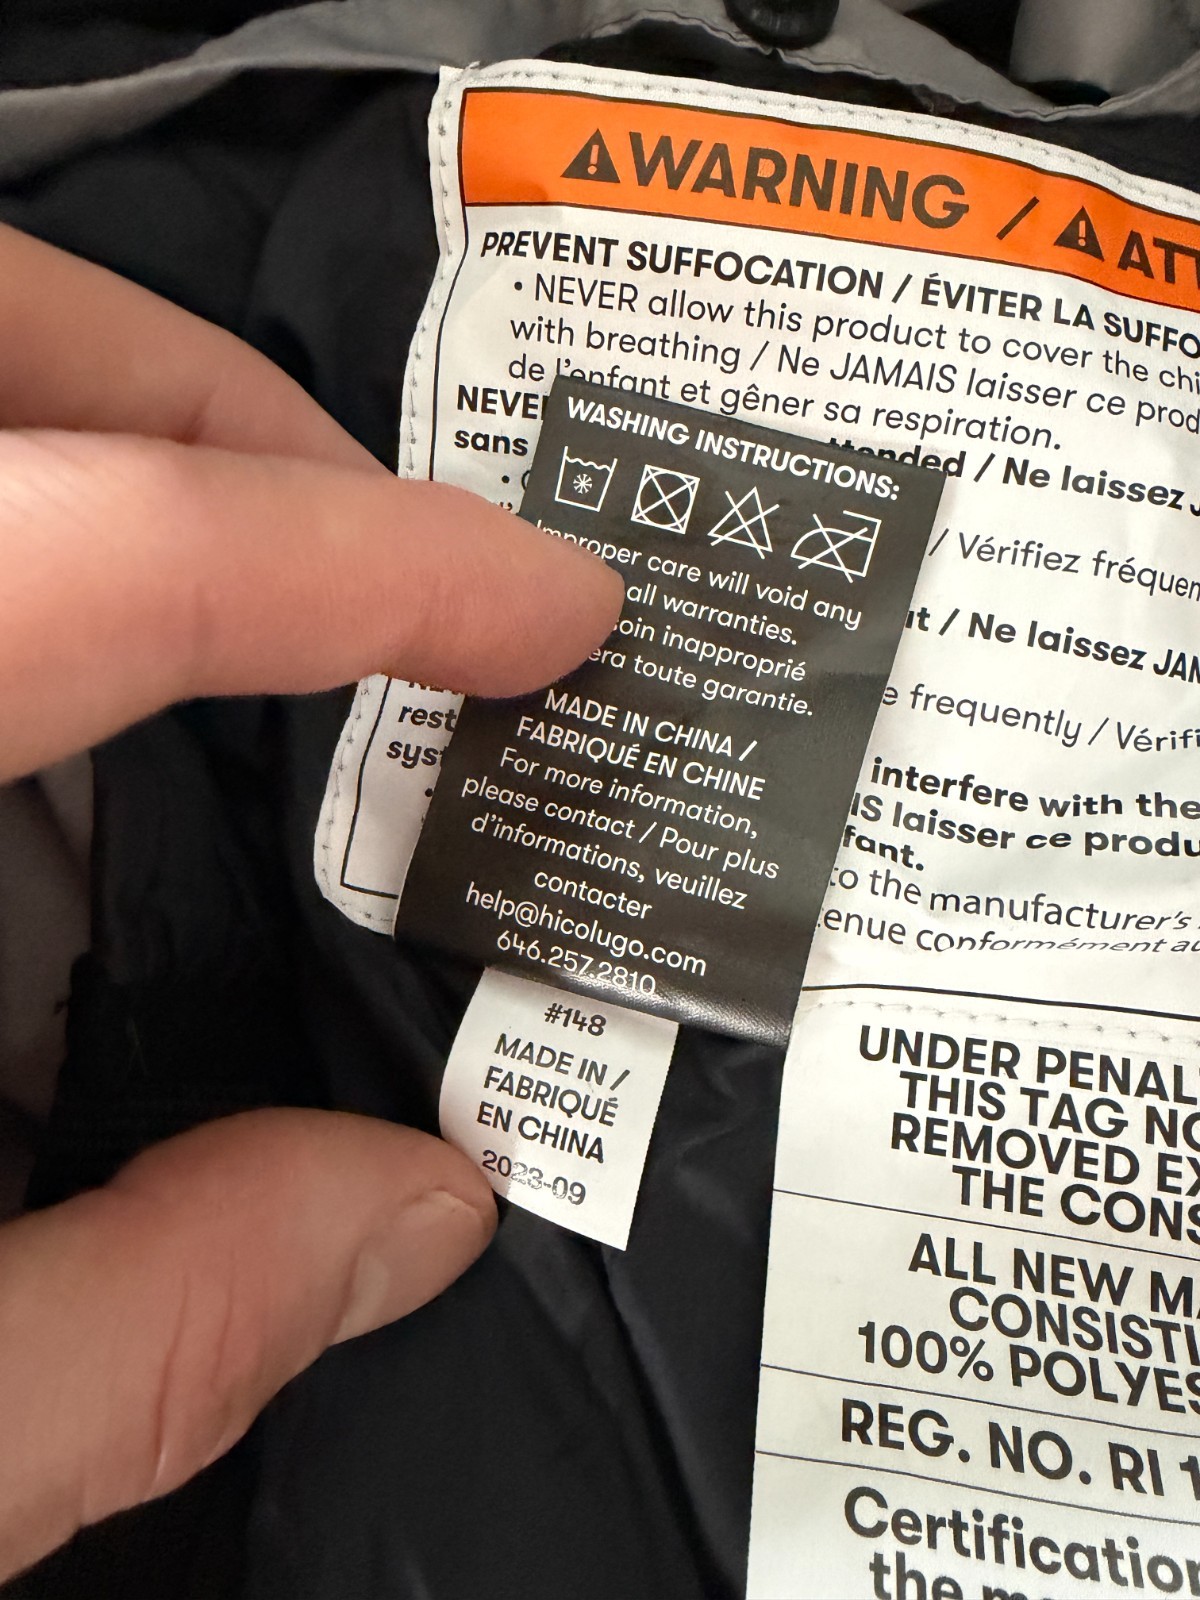 WARNING / ATT
PREVENT SUFFOCATION / ÉVITER LA SUFFO
• NEVER allow this product to cover the chi
with breathing / Ne JAMAIS laisser ce prod
de l'enfant et gêner sa respiration.
NEVE
ended / Ne laissez J
sans
/ Vérifiez fréquen
/ Ne laissez JAM
e frequently / Vérifi
rest
interfere with the
syst
IS laisser ce produ
fant.
to the manufacturer's
enue conformément au
WASHING INSTRUCTIONS:
Improper care will void any
all warranties.
soin inapproprié
era toute garantie.
MADE IN CHINA /
FABRIQUÉ EN CHINE
For more information,
please contact / Pour plus
d'informations, veuillez
contacter
help@hicolugo.com
646.257.2810
#148
MADE IN /
FABRIQUÉ
EN CHINA
2023-09
UNDER PENAL
THIS TAG NO
REMOVED EX
THE CONS
ALL NEW MA
CONSISTI
100% POLYES
REG. NO. RI 1
Certification
the